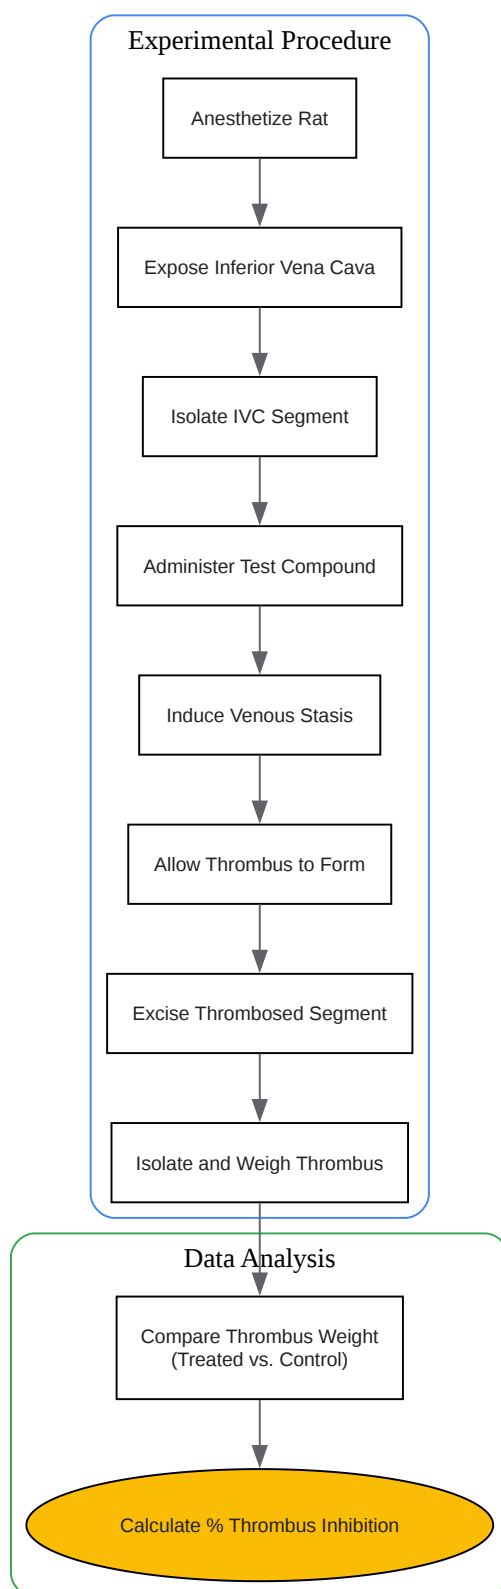 Experimental Procedure
Anesthetize Rat
Expose Inferior Vena Cava
Isolate IVC Segment
Administer Test Compound
Induce Venous Stasis
Allow Thrombus to Form
Excise Thrombosed Segment
Isolate and Weigh Thrombus
Data Analysis
Compare Thrombus Weight
(Treated vs. Control)
Calculate % Thrombus Inhibition